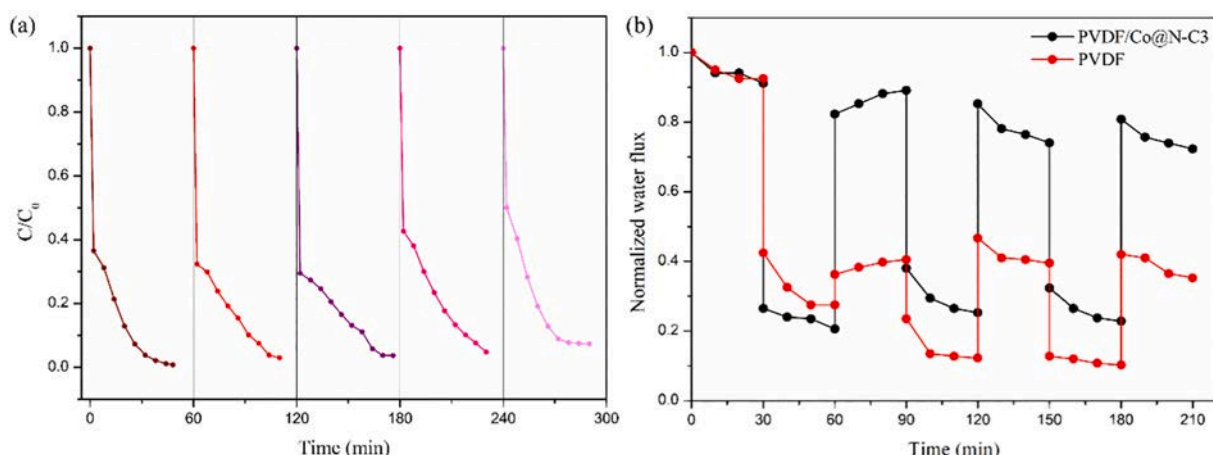 (a)
1.0
0.8
0.6
0.4
0.2
0.0
C/C0
0 60 120 180 240 300
Time (min)
(b)
PVDF/Co@N-C3
PVDF
1.0
0.8
0.6
0.4
0.2
0.0
Normalized water flux
0 30 60 90 120 150 180 210
Time (min)